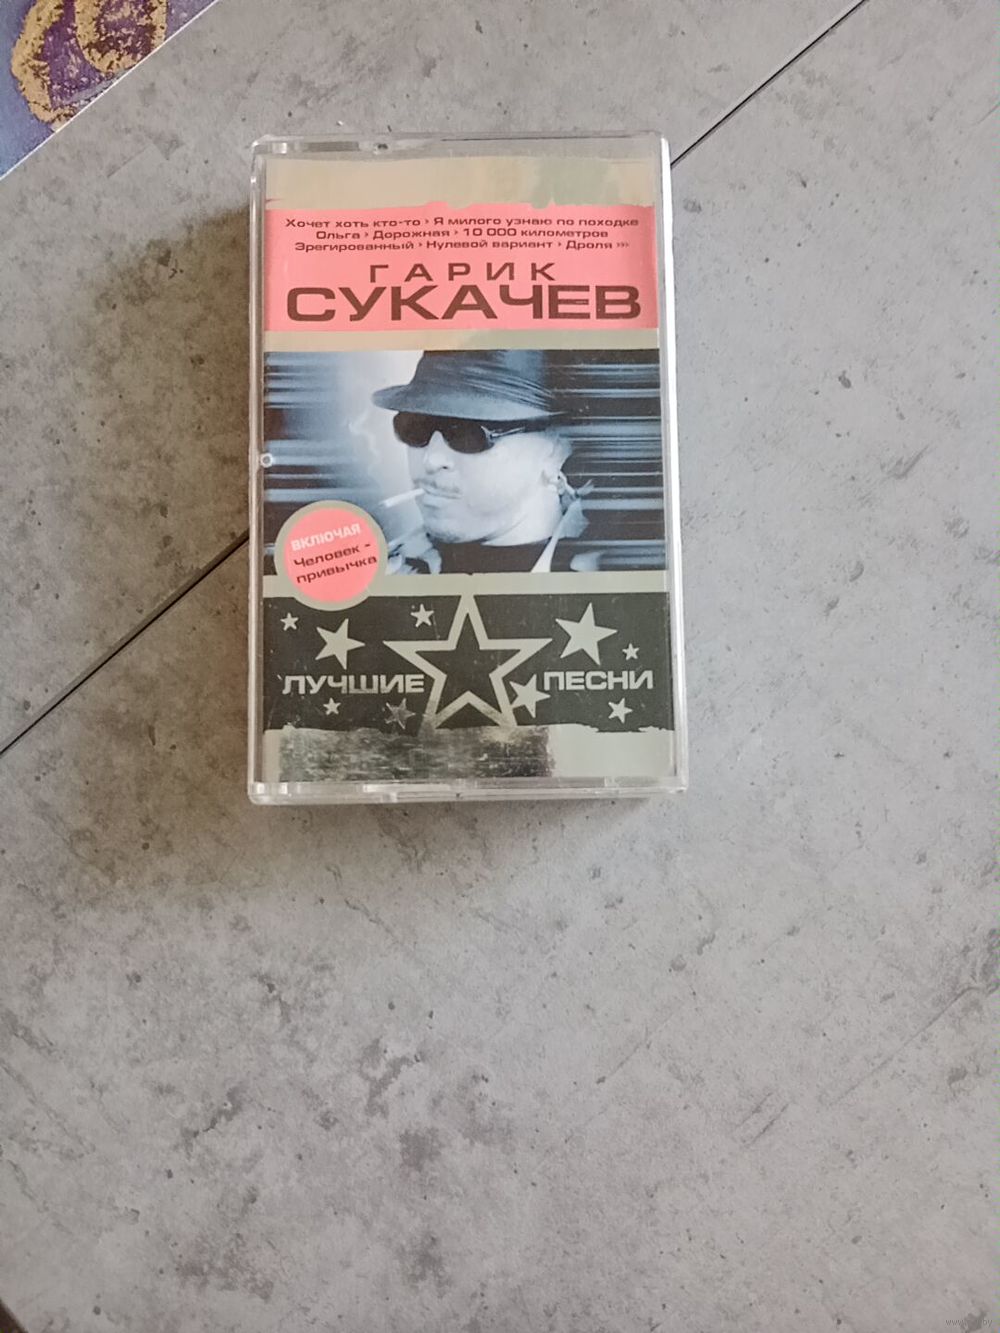 Хочет хоть кто-то > Я милого узнаю по походке
Ольга > Дорожная > 10 000 километров
Эрегированный > Нулевой вариант > Дроля >>>
ГАРИК
СУКАЧЕВ
ВКЛЮЧАЯ
Человек -
привычка
ЛУЧШИЕ ПЕСНИ